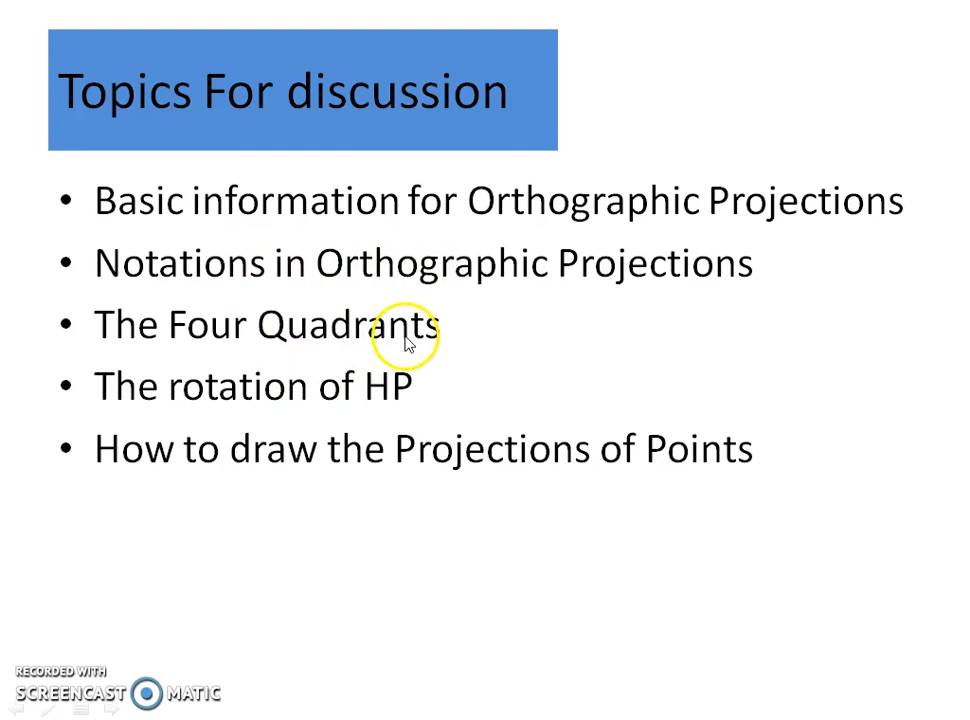 Topics For discussion
• Basic information for Orthographic Projections
• Notations in Orthographic Projections
• The Four Quadrants
• The rotation of HP
• How to draw the Projections of Points
RECORDED WITH
SCREENCAST MATIC